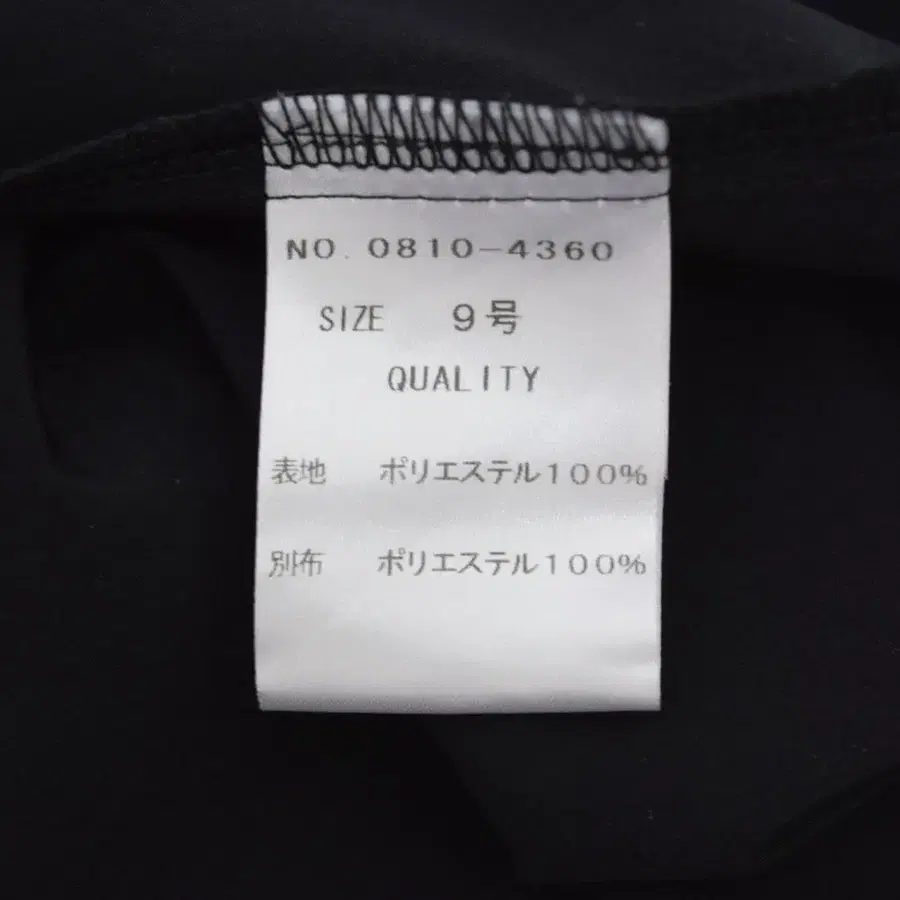 NO. 0810-4360
SIZE 9号
QUALITY
表地 ポリエステル100%
別布 ポリエステル100%